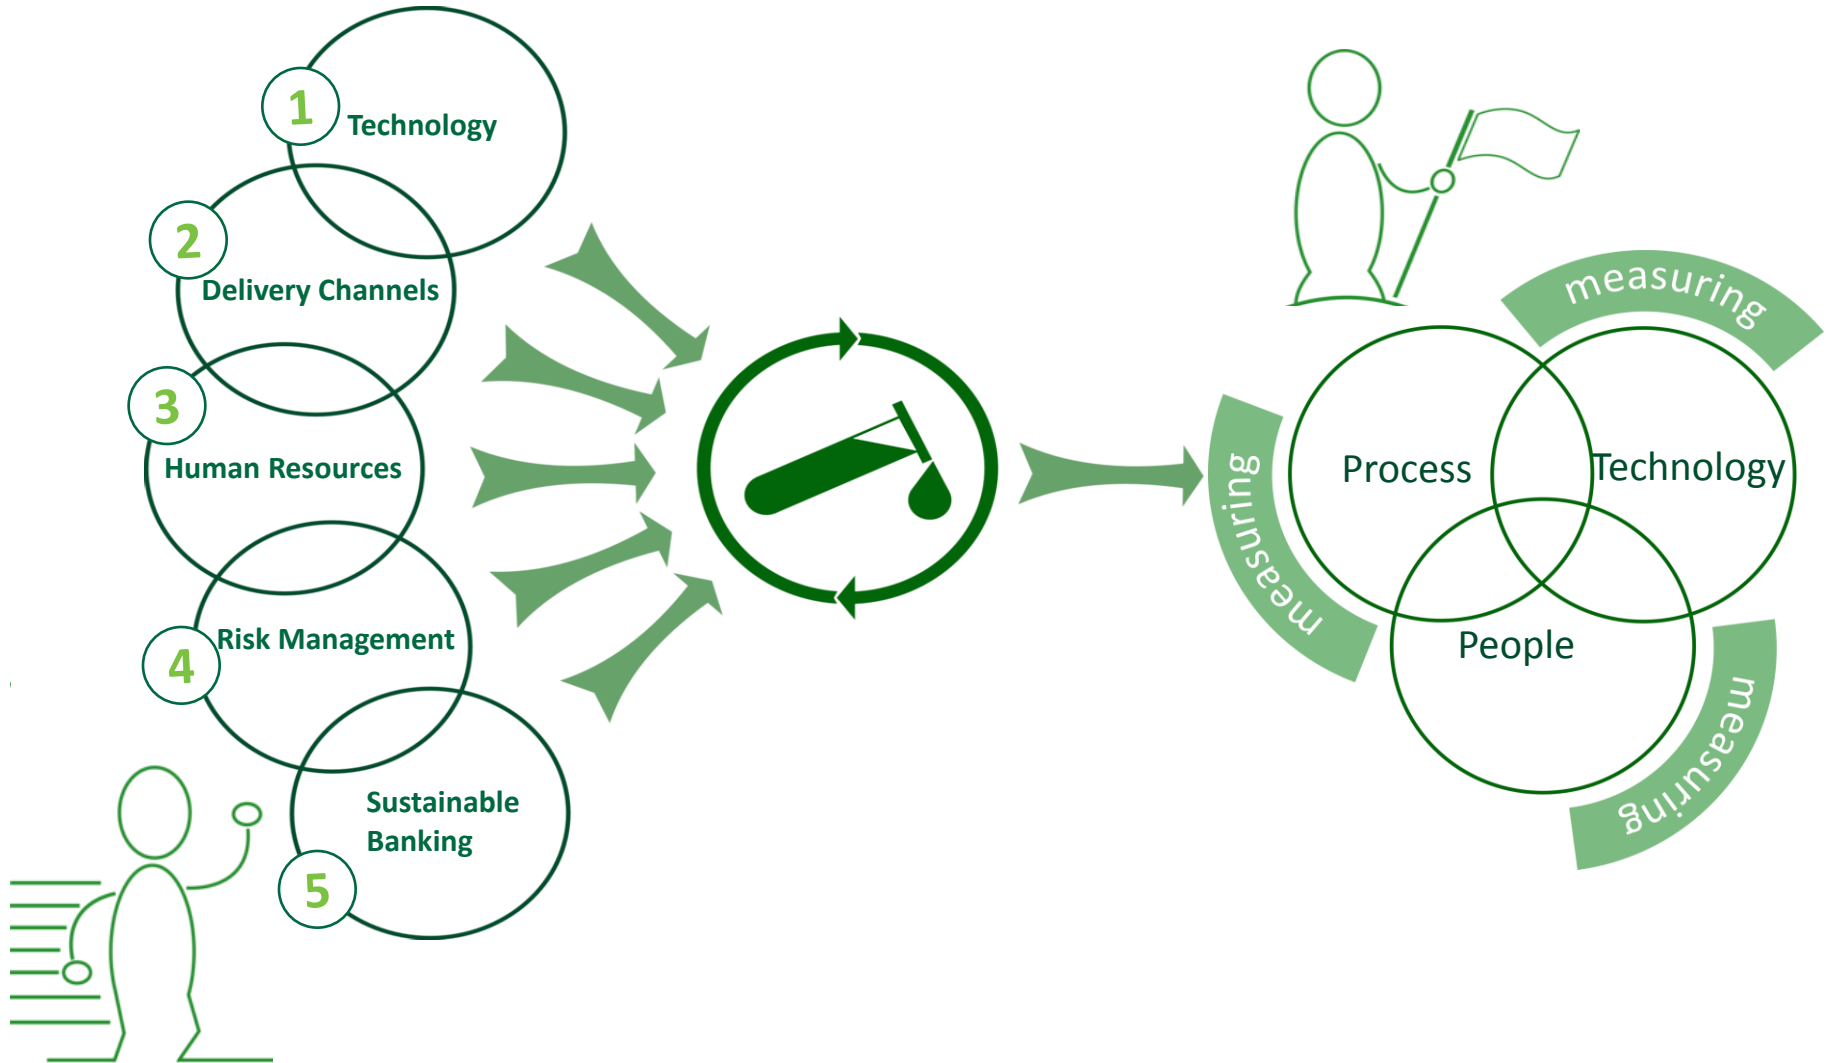 1
Technology
2
Delivery Channels
3
Human Resources
4
Risk Management
5
Sustainable
Banking
measuring
measuring
measuring
Process
Technology
People